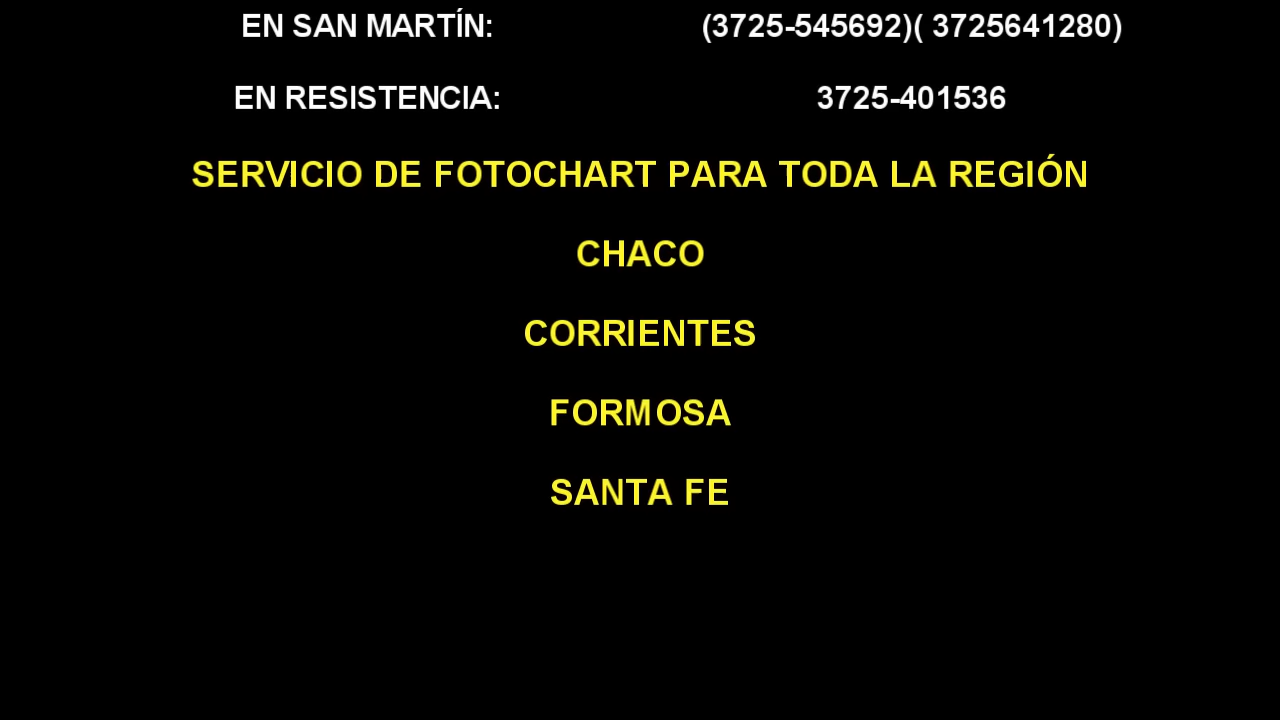 EN SAN MARTÍN: (3725-545692)( 3725641280)
EN RESISTENCIA: 3725-401536
SERVICIO DE FOTOCHART PARA TODA LA REGIÓN
CHACO
CORRIENTES
FORMOSA
SANTA FE